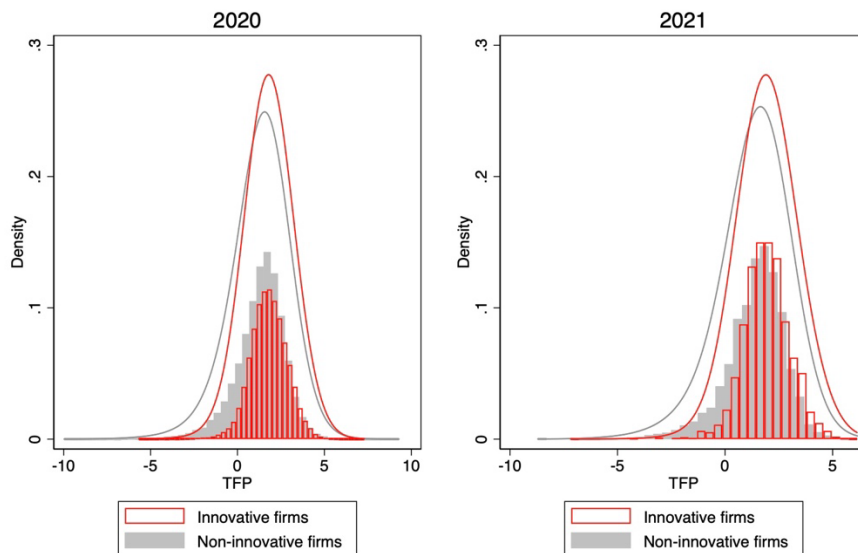 2020
.3
.2
.1
0
Density
-10
-5
0
5
10
TFP
Innovative firms
Non-innovative firms
2021
.3
.2
.1
0
Density
-10
-5
0
5
TFP
Innovative firms
Non-innovative firms